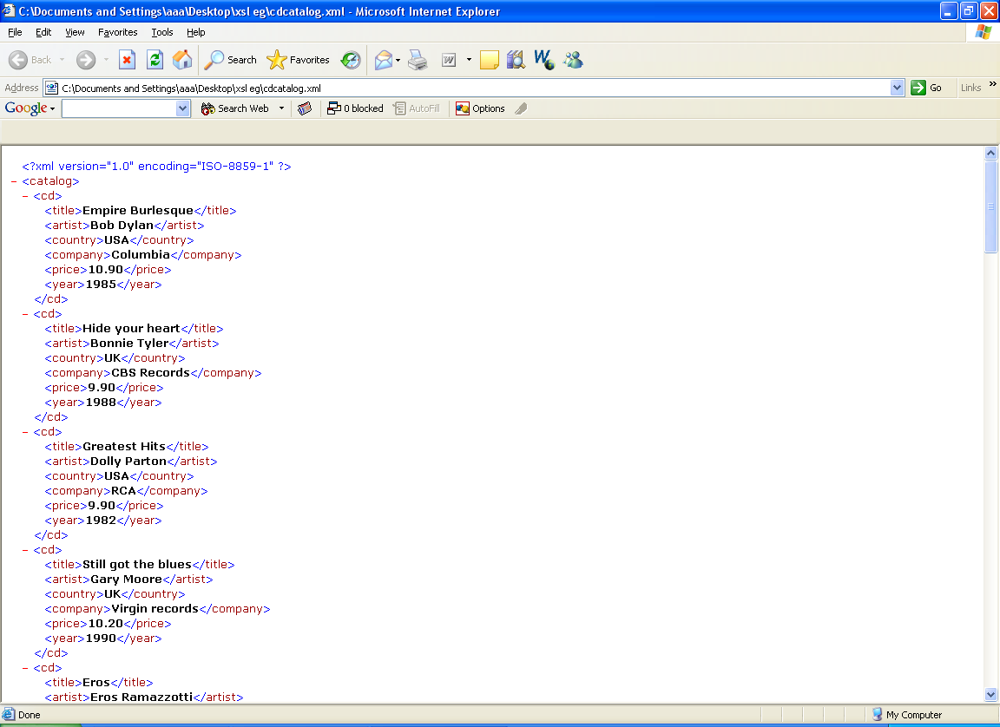 C:\Documents and Settings\aaa\Desktop\xsl eg\cdcatalog.xml - Microsoft Internet Explorer
File Edit View Favorites Tools Help
Back Search Favorites
Address C:\Documents and Settings\aaa\Desktop\xsl eg\cdcatalog.xml Go Links »
Google Search Web 0 blocked AutoFill Options
<?xml version="1.0" encoding="ISO-8859-1" ?>
- <catalog>
- <cd>
<title>Empire Burlesque</title>
<artist>Bob Dylan</artist>
<country>USA</country>
<company>Columbia</company>
<price>10.90</price>
<year>1985</year>
</cd>
- <cd>
<title>Hide your heart</title>
<artist>Bonnie Tyler</artist>
<country>UK</country>
<company>CBS Records</company>
<price>9.90</price>
<year>1988</year>
</cd>
- <cd>
<title>Greatest Hits</title>
<artist>Dolly Parton</artist>
<country>USA</country>
<company>RCA</company>
<price>9.90</price>
<year>1982</year>
</cd>
- <cd>
<title>Still got the blues</title>
<artist>Gary Moore</artist>
<country>UK</country>
<company>Virgin records</company>
<price>10.20</price>
<year>1990</year>
</cd>
- <cd>
<title>Eros</title>
<artist>Eros Ramazzotti</artist>
Done My Computer